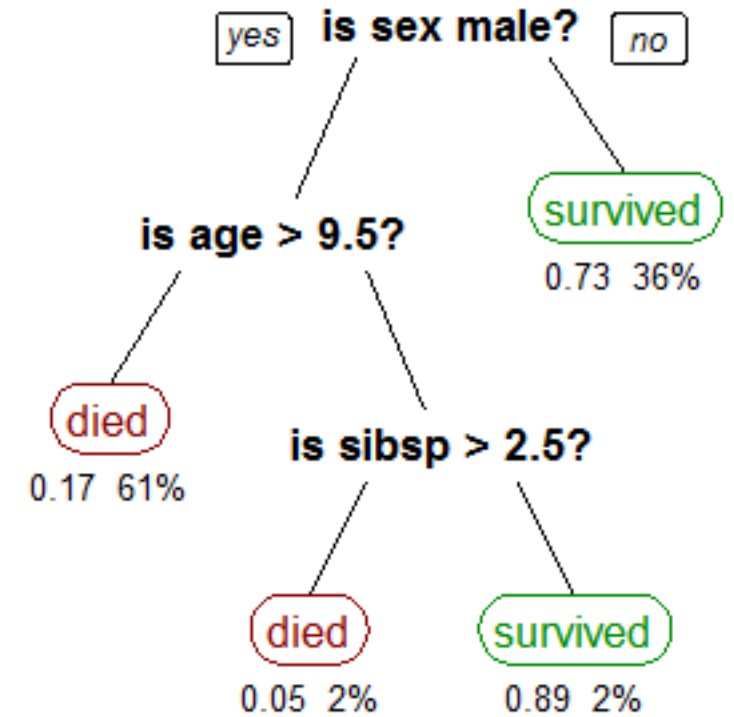 yes is sex male? no
is age > 9.5?
survived
0.73 36%
died
0.17 61%
is sibsp > 2.5?
died
0.05 2%
survived
0.89 2%